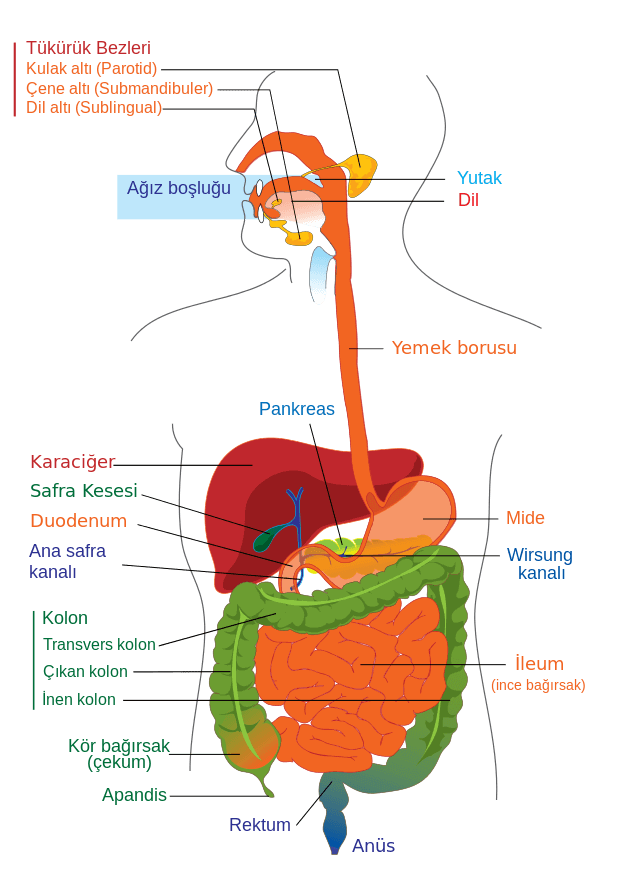 Tükürük Bezleri
Kulak altı (Parotid)
Çene altı (Submandibuler)
Dil altı (Sublingual)
Ağız boşluğu
Yutak
Dil
Yemek borusu
Pankreas
Karaciğer
Safra Kesesi
Duodenum
Ana safra
kanalı
Mide
Wirsung
kanalı
Kolon
Transvers kolon
Çıkan kolon
İnen kolon
İleum
(ince bağırsak)
Kör bağırsak
(çekum)
Apandis
Rektum
Anüs